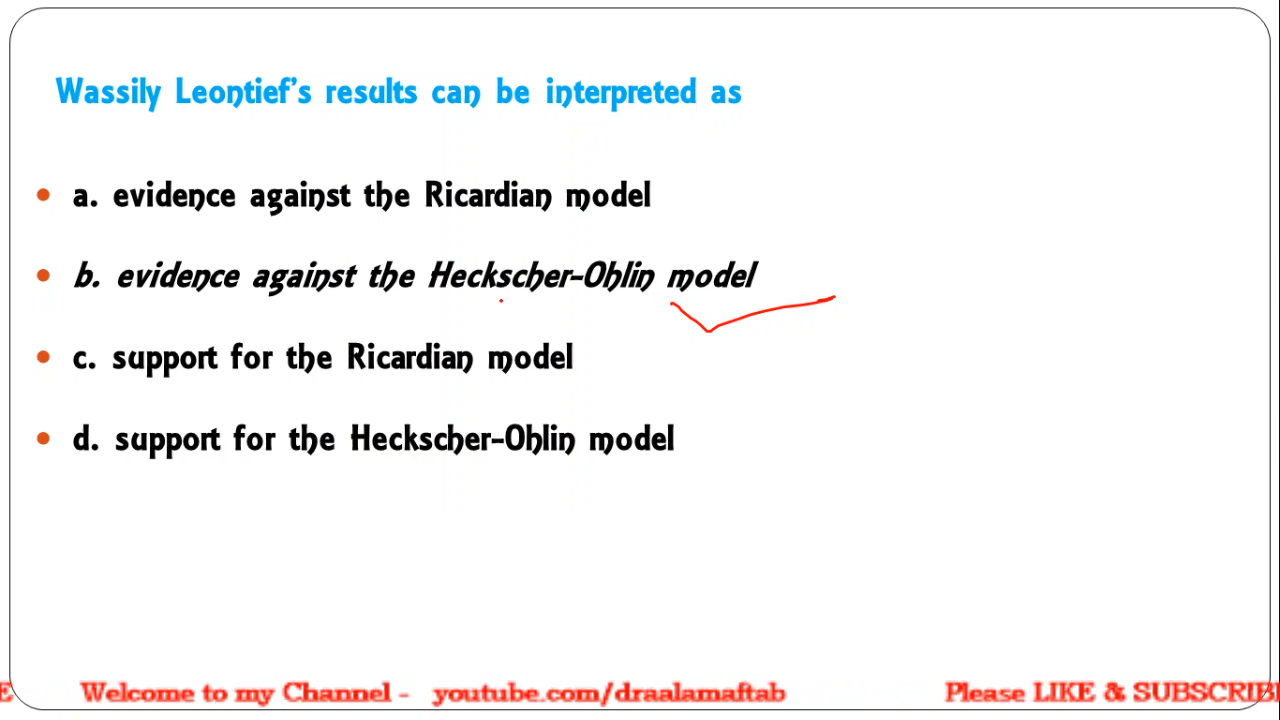 Wassily Leontief's results can be interpreted as
• a. evidence against the Ricardian model
• b. evidence against the Heckscher-Ohlin model
• c. support for the Ricardian model
• d. support for the Heckscher-Ohlin model
E Welcome to my Channel - youtube.com/draalamaftab Please LIKE & SUBSCRIB